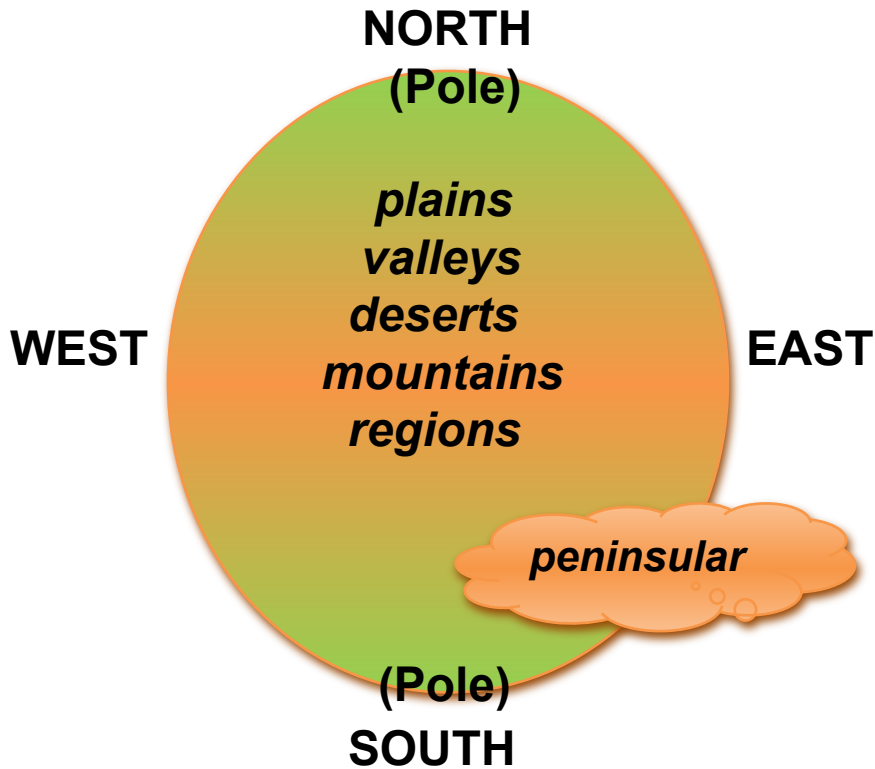 NORTH
(Pole)
plains
valleys
deserts
WEST
EAST
mountains
regions
peninsular
(Pole)
SOUTH